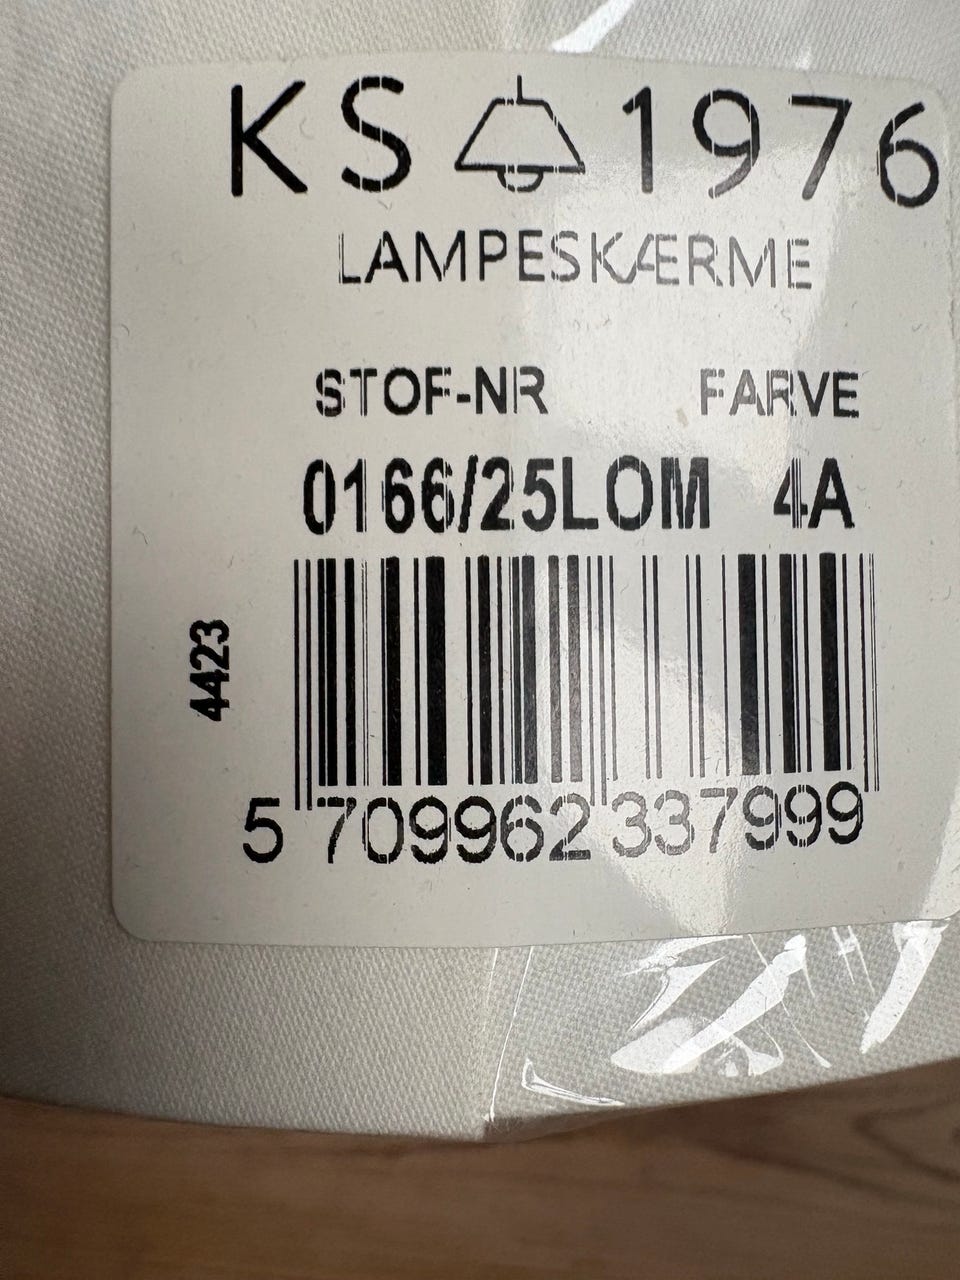 KS 1976
LAMPESKÆRME
STOF-NR FARVE
0166/25LOM 4A
4423
5 709962 337999